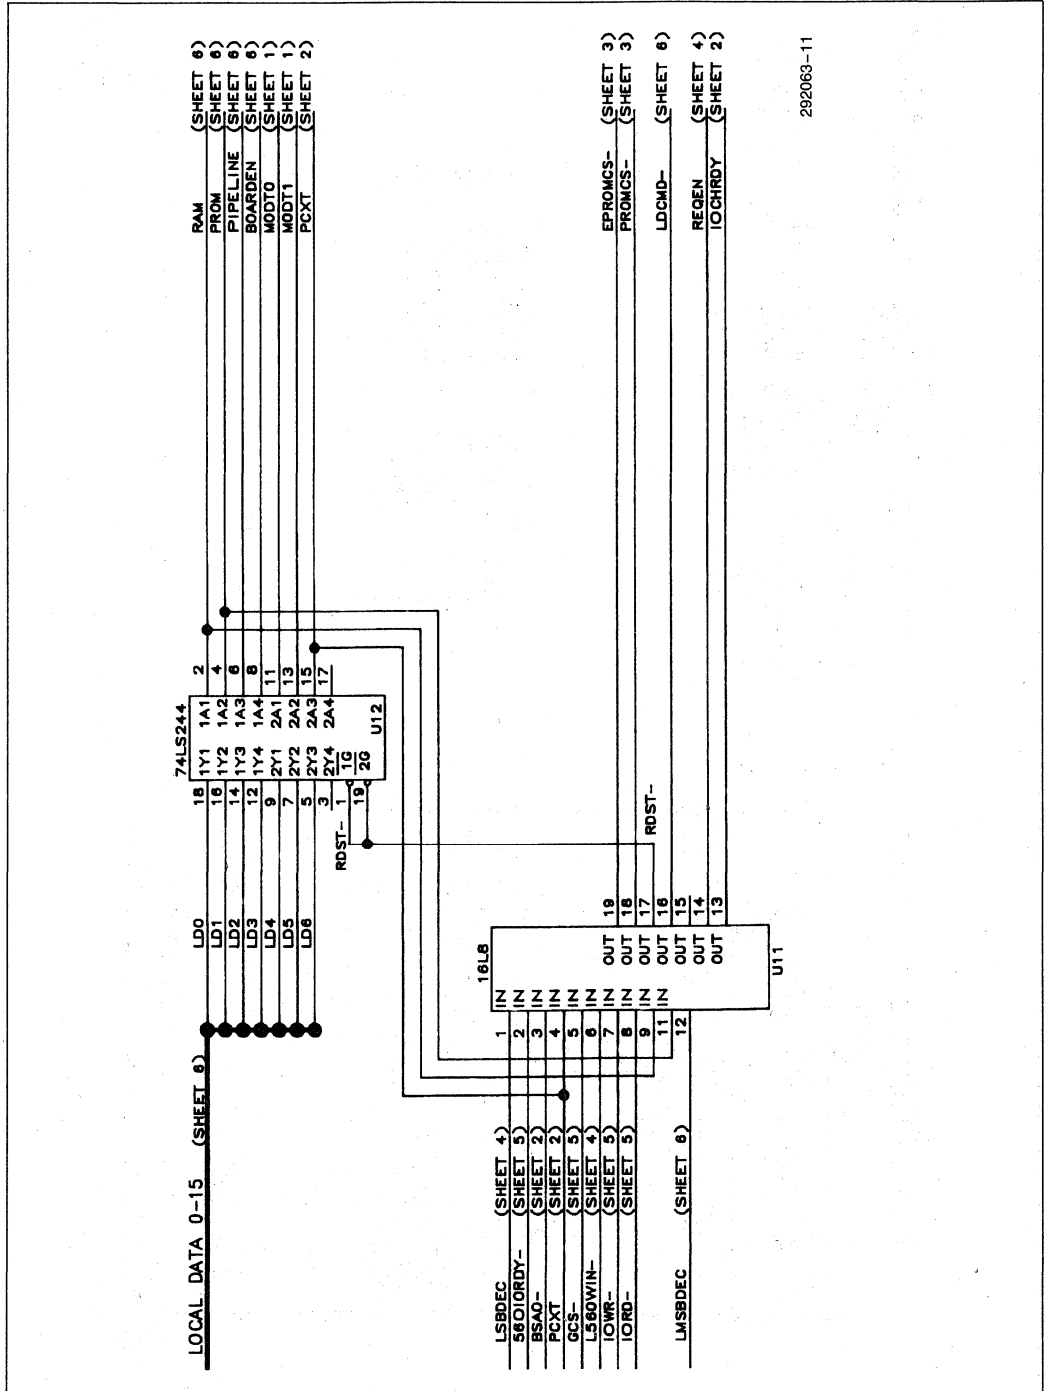 LOCAL DATA 0-15 (SHEET 6)
LD0
LD1
LD2
LD3
LD4
LD5
LD6
RDST-
74LS244
18 1Y1 1A1 2
16 1Y2 1A2 4
14 1Y3 1A3 6
12 1Y4 1A4 8
9 2Y1 2A1 11
7 2Y2 2A2 13
5 2Y3 2A3 15
3 2Y4 2A4 17
1 1G
19 2G
U12
RAM (SHEET 6)
PROM (SHEET 6)
PIPELINE (SHEET 6)
BOARDEN (SHEET 6)
MODT0 (SHEET 1)
MODT1 (SHEET 1)
PCXT (SHEET 2)
LSBDEC (SHEET 4)
560IORDY- (SHEET 5)
BSA0- (SHEET 2)
PCXT (SHEET 2)
GCS- (SHEET 5)
L560WIN- (SHEET 4)
IOWR- (SHEET 5)
IORD- (SHEET 5)
LMSBDEC (SHEET 6)
16L8
1 IN
2 IN
3 IN
4 IN
5 IN
6 IN
7 IN OUT 19
8 IN OUT 18
9 IN OUT 17
11 IN OUT 16
12 OUT 15
OUT 14
OUT 13
U11
RDST-
EPROMCS- (SHEET 3)
PROMCS- (SHEET 3)
LDCMD- (SHEET 6)
REQEN (SHEET 4)
IOCHRDY (SHEET 2)
292063-11